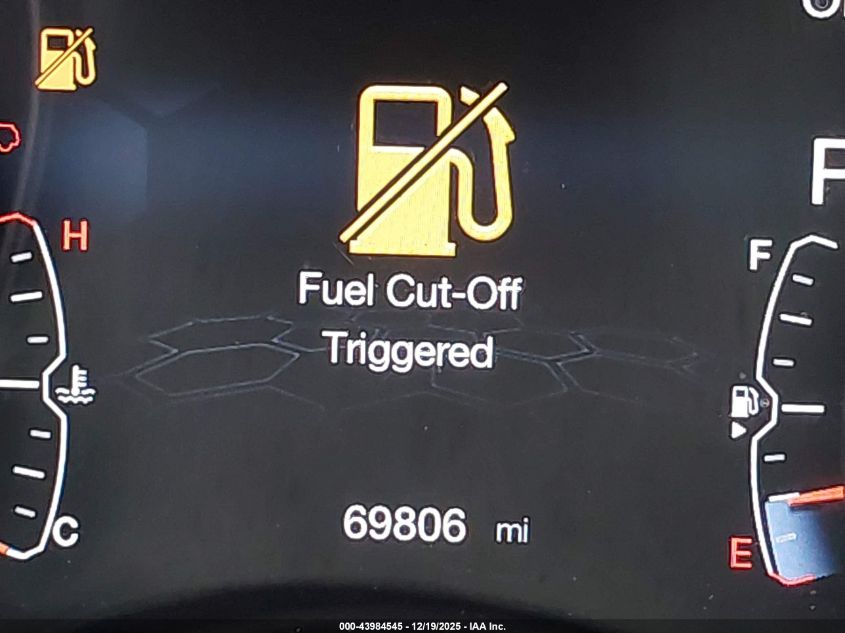 H
P
F
Fuel Cut-Off
Triggered
C
69806 mi
E
000-43984545 - 12/19/2025 - IAA Inc.